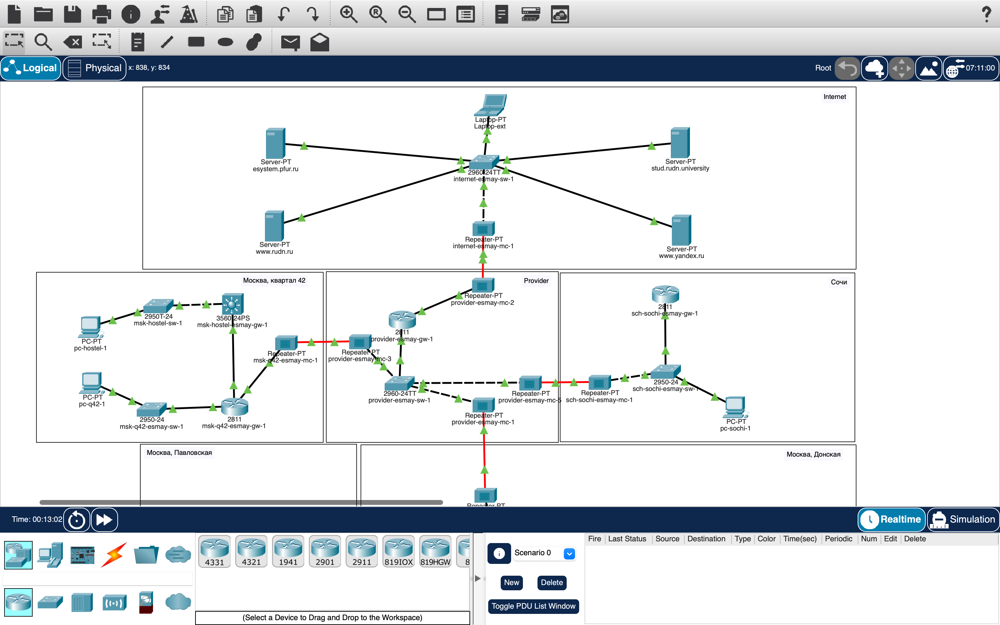 Logical
Physical
x: 838, y: 834
Root
07:11:00
Internet
Laptop-PT
Laptop-ext
Server-PT
esystem.pfur.ru
Server-PT
stud.rudn.university
2960-24TT
internet-esmay-sw-1
Server-PT
www.rudn.ru
Repeater-PT
internet-esmay-mc-1
Server-PT
www.yandex.ru
Москва, квартал 42
Provider
Сочи
2950T-24
msk-hostel-sw-1
3560-24PS
msk-hostel-esmay-gw-1
PC-PT
pc-hostel-1
Repeater-PT
msk-q42-esmay-mc-1
PC-PT
pc-q42-1
2950-24
msk-q42-esmay-sw-1
2811
msk-q42-esmay-gw-1
Repeater-PT
provider-esmay-mc-2
2811
provider-esmay-gw-1
Repeater-PT
provider-esmay-mc-3
2960-24TT
provider-esmay-sw-1
Repeater-PT
provider-esmay-mc-5
Repeater-PT
provider-esmay-mc-1
2811
sch-sochi-esmay-gw-1
Repeater-PT
sch-sochi-esmay-mc-1
2950-24
sch-sochi-esmay-sw-1
PC-PT
pc-sochi-1
Москва, Павловская
Москва, Донская
Repeater-PT
Time: 00:13:02
Realtime
Simulation
4331
4321
1941
2901
2911
819IOX
819HGW
8
(Select a Device to Drag and Drop to the Workspace)
Scenario 0
New
Delete
Toggle PDU List Window
Fire Last Status Source Destination Type Color Time(sec) Periodic Num Edit Delete